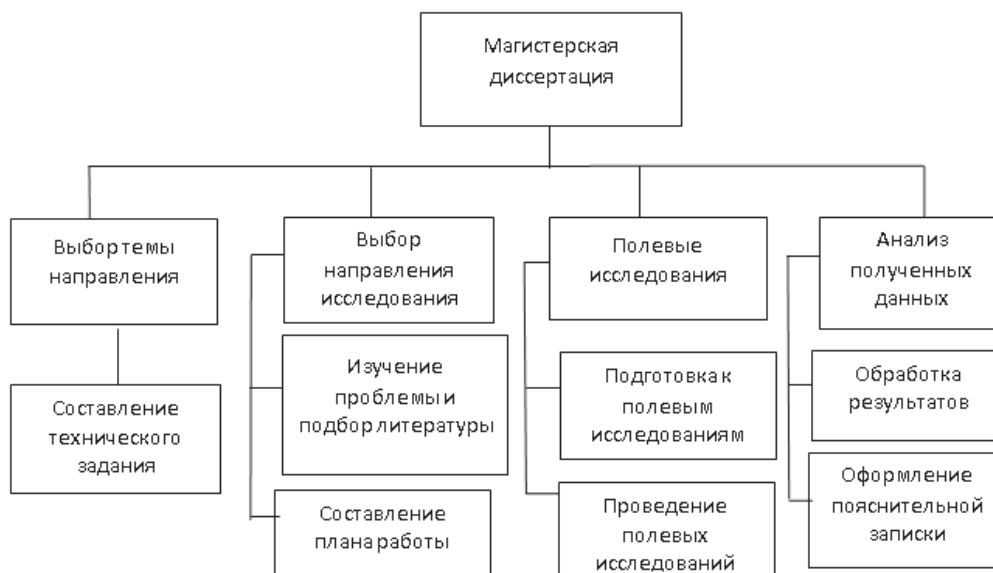 Магистерская
диссертация
Выбор темы
направления
Составление
технического
задания
Выбор
направления
исследования
Изучение
проблемы и
подбор литературы
Составление
плана работы
Полевые
исследования
Подготовка к
полевым
исследованиям
Проведение
полевых
исследований
Анализ
полученных
данных
Обработка
результатов
Оформление
пояснительной
записки